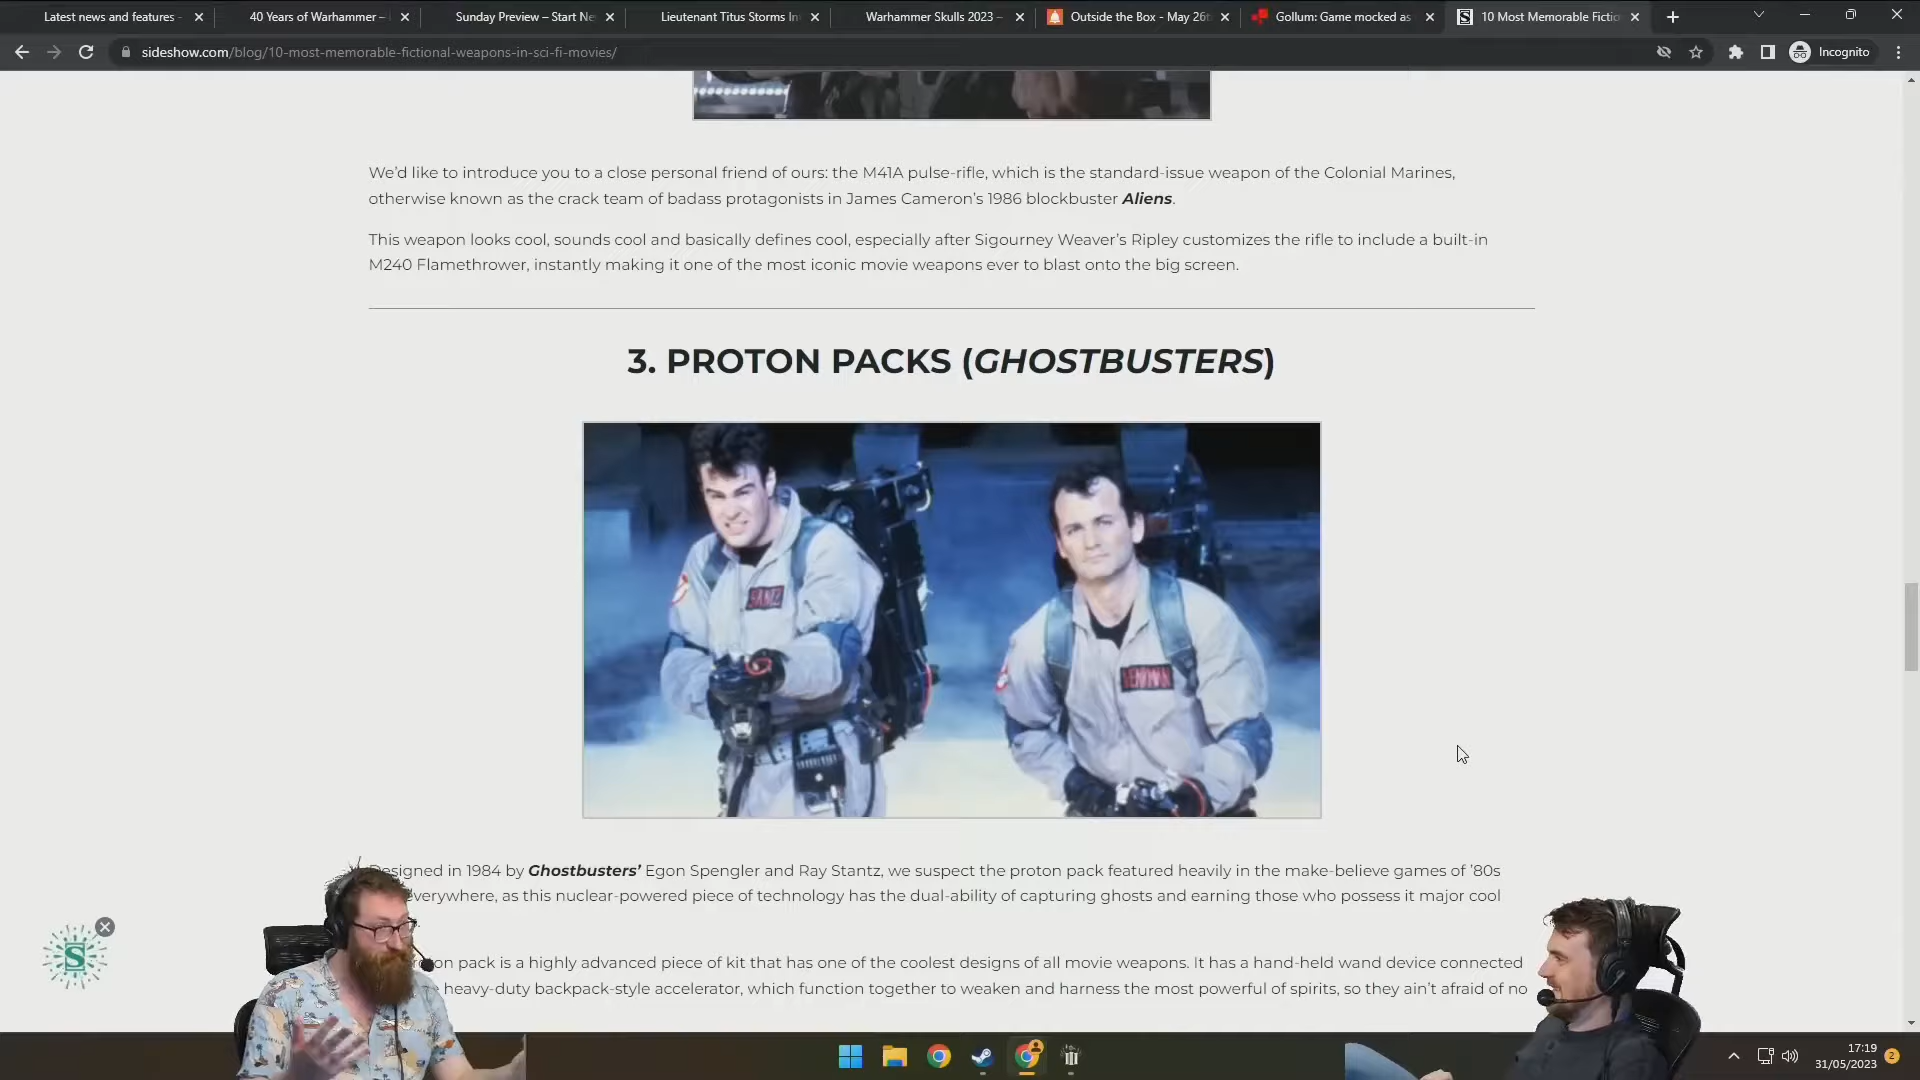 Latest news and features -
40 Years of Warhammer –
Sunday Preview – Start Ne
Lieutenant Titus Storms In
Warhammer Skulls 2023 –
Outside the Box - May 26t
Gollum: Game mocked as
10 Most Memorable Fictio
sideshow.com/blog/10-most-memorable-fictional-weapons-in-sci-fi-movies/
Incognito
We'd like to introduce you to a close personal friend of ours: the M41A pulse-rifle, which is the standard-issue weapon of the Colonial Marines,
otherwise known as the crack team of badass protagonists in James Cameron's 1986 blockbuster Aliens.
This weapon looks cool, sounds cool and basically defines cool, especially after Sigourney Weaver's Ripley customizes the rifle to include a built-in
M240 Flamethrower, instantly making it one of the most iconic movie weapons ever to blast onto the big screen.
3. PROTON PACKS (GHOSTBUSTERS)
STANTZ
VENKMAN
Designed in 1984 by Ghostbusters' Egon Spengler and Ray Stantz, we suspect the proton pack featured heavily in the make-believe games of '80s
everywhere, as this nuclear-powered piece of technology has the dual-ability of capturing ghosts and earning those who possess it major cool
S
pack is a highly advanced piece of kit that has one of the coolest designs of all movie weapons. It has a hand-held wand device connected
heavy-duty backpack-style accelerator, which function together to weaken and harness the most powerful of spirits, so they ain't afraid of no
17:19
31/05/2023
2